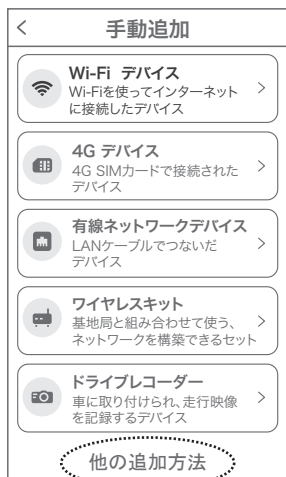 手動追加
Wi-Fi デバイス
Wi-Fiを使ってインターネット
に接続したデバイス
4G デバイス
4G SIMカードで接続された
デバイス
有線ネットワークデバイス
LANケーブルでつないだ
デバイス
ワイヤレスキット
基地局と組み合わせて使う、
ネットワークを構築できるセット
ドライブレコーダー
車に取り付けられ、走行映像
を記録するデバイス
他の追加方法